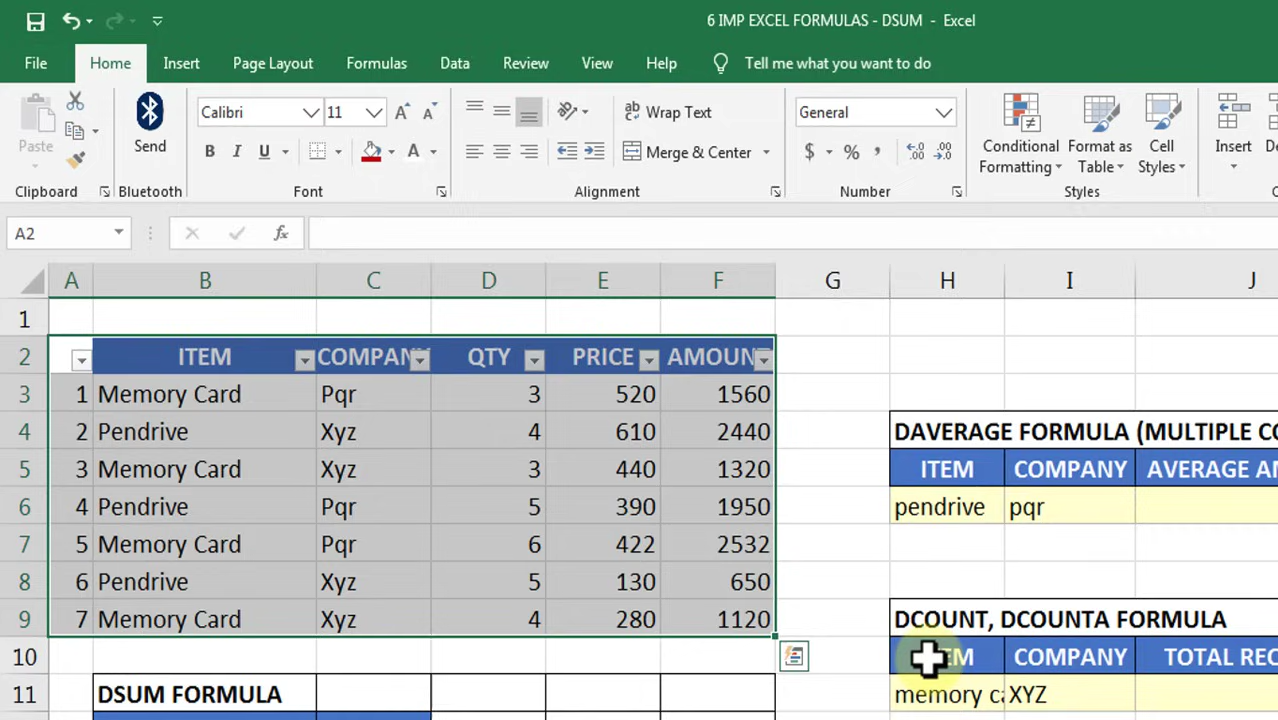 6 IMP EXCEL FORMULAS - DSUM - Excel
File Home Insert Page Layout Formulas Data Review View Help Tell me what you want to do
Calibri 11 Wrap Text General
Paste Send B I U A Merge & Center $ % , Conditional Formatting Format as Table Cell Styles Insert
Clipboard Bluetooth Font Alignment Number Styles
A2 fx
A B C D E F G H I J
1
2 ITEM COMPANY QTY PRICE AMOUNT
3 1 Memory Card Pqr 3 520 1560
4 2 Pendrive Xyz 4 610 2440 DAVERAGE FORMULA (MULTIPLE CO
5 3 Memory Card Xyz 3 440 1320 ITEM COMPANY AVERAGE AM
6 4 Pendrive Pqr 5 390 1950 pendrive pqr
7 5 Memory Card Pqr 6 422 2532
8 6 Pendrive Xyz 5 130 650
9 7 Memory Card Xyz 4 280 1120 DCOUNT, DCOUNTA FORMULA
10 ITEM COMPANY TOTAL REC
11 DSUM FORMULA memory ca XYZ